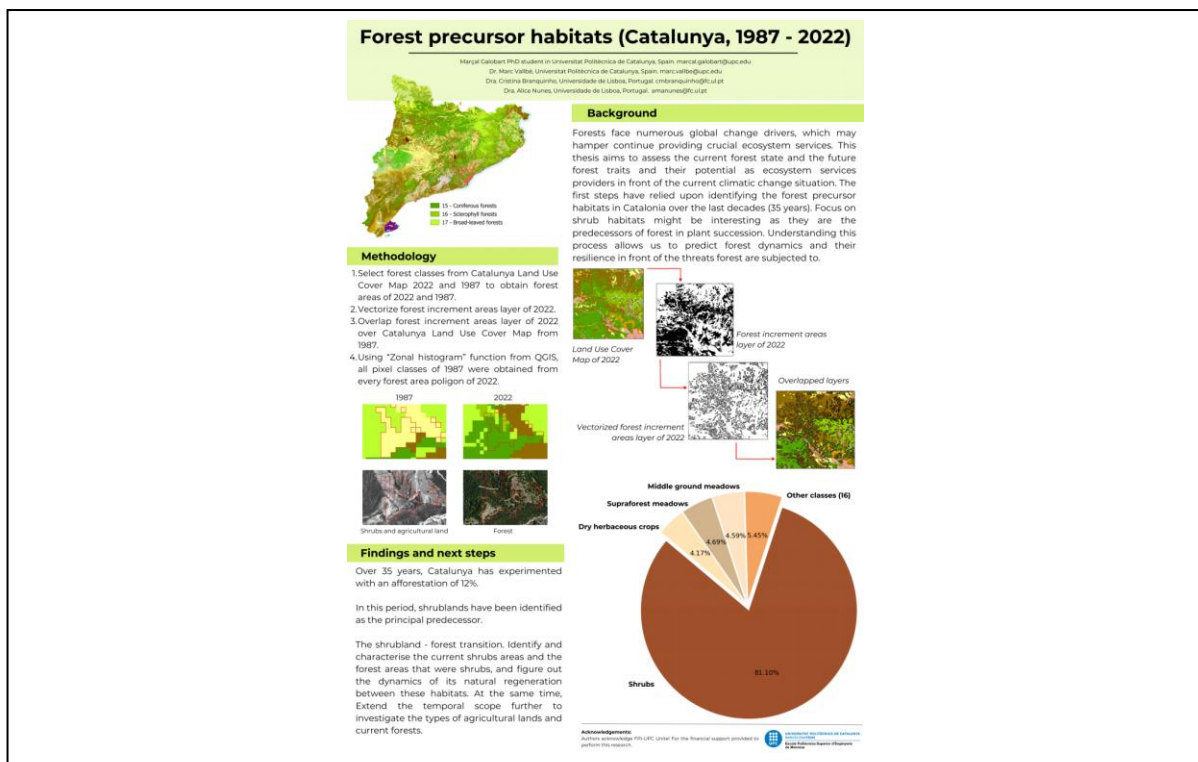 Forest precursor habitats (Catalunya, 1987 - 2022)
Marçal Galobart PhD student in Universitat Politècnica de Catalunya, Spain. marcal.galobart@upc.edu
Dr. Marc Vallbé, Universitat Politècnica de Catalunya, Spain. marc.vallbe@upc.edu
Dra. Cristina Branquinho, Universidade de Lisboa, Portugal. cmbranquinho@fc.ul.pt
Dra. Alice Nunes, Universidade de Lisboa, Portugal. amanunes@fc.ul.pt
15 - Coniferous forests
16 - Sclerophyll forests
17 - Broad-leaved forests
Methodology
1. Select forest classes from Catalunya Land Use
Cover Map 2022 and 1987 to obtain forest
areas of 2022 and 1987.
2. Vectorize forest increment areas layer of 2022.
3. Overlap forest increment areas layer of 2022
over Catalunya Land Use Cover Map from
1987.
4. Using "Zonal histogram" function from QGIS,
all pixel classes of 1987 were obtained from
every forest area poligon of 2022.
1987
2022
Shrubs and agricultural land
Forest
Findings and next steps
Over 35 years, Catalunya has experimented
with an afforestation of 12%.
In this period, shrublands have been identified
as the principal predecessor.
The shrubland - forest transition. Identify and
characterise the current shrubs areas and the
forest areas that were shrubs, and figure out
the dynamics of its natural regeneration
between these habitats. At the same time,
Extend the temporal scope further to
investigate the types of agricultural lands and
current forests.
Background
Forests face numerous global change drivers, which may
hamper continue providing crucial ecosystem services. This
thesis aims to assess the current forest state and the future
forest traits and their potential as ecosystem services
providers in front of the current climatic change situation. The
first steps have relied upon identifying the forest precursor
habitats in Catalonia over the last decades (35 years). Focus on
shrub habitats might be interesting as they are the
predecessors of forest in plant succession. Understanding this
process allows us to predict forest dynamics and their
resilience in front of the threats forest are subjected to.
Land Use Cover
Map of 2022
Forest increment areas
layer of 2022
Overlapped layers
Vectorized forest increment
areas layer of 2022
Middle ground meadows
Supraforest meadows
Other classes (16)
Dry herbaceous crops
4.17%
4.69%
4.59%
5.45%
81.10%
Shrubs
Acknowledgements:
Authors acknowledge FPI-UPC Unite! For the financial support provided to
perform this research.
UPC
UNIVERSITAT POLITÈCNICA DE CATALUNYA
BARCELONATECH
Escola Politècnica Superior d'Enginyeria
de Manresa